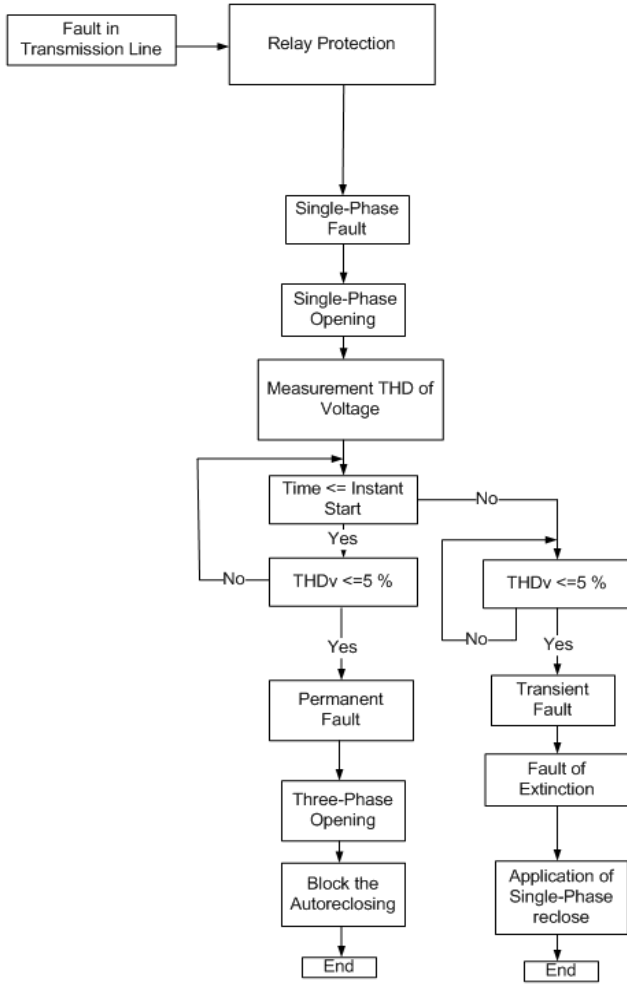 Fault in
Transmission Line
Relay Protection
Single-Phase
Fault
Single-Phase
Opening
Measurement THD of
Voltage
Time <= Instant
Start
No
Yes
No
THDv <=5 %
THDv <=5 %
No
Yes
Yes
Permanent
Fault
Transient
Fault
Fault of
Extinction
Three-Phase
Opening
Block the
Autoreclosing
Application of
Single-Phase
reclose
End
End